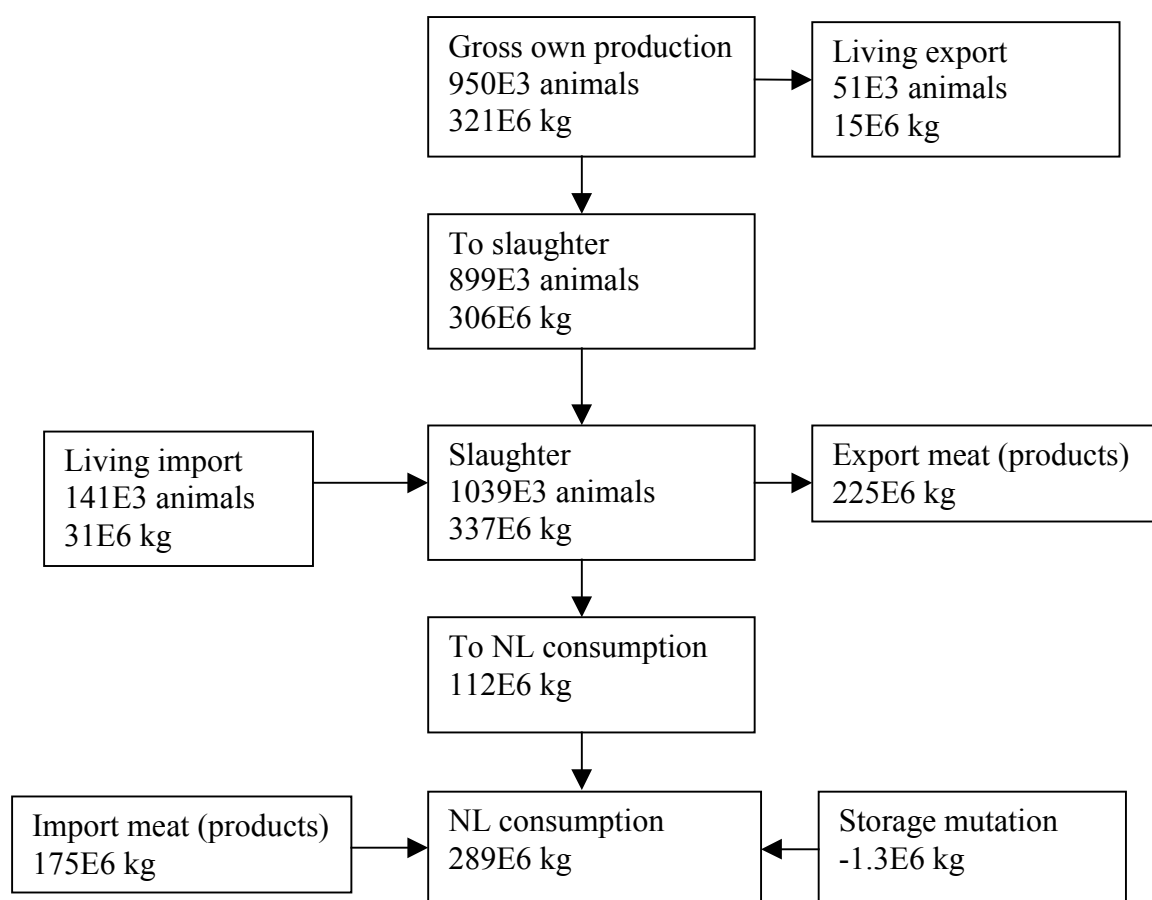 Gross own production
950E3 animals
321E6 kg
Living export
51E3 animals
15E6 kg
To slaughter
899E3 animals
306E6 kg
Living import
141E3 animals
31E6 kg
Slaughter
1039E3 animals
337E6 kg
Export meat (products)
225E6 kg
To NL consumption
112E6 kg
Import meat (products)
175E6 kg
NL consumption
289E6 kg
Storage mutation
-1.3E6 kg